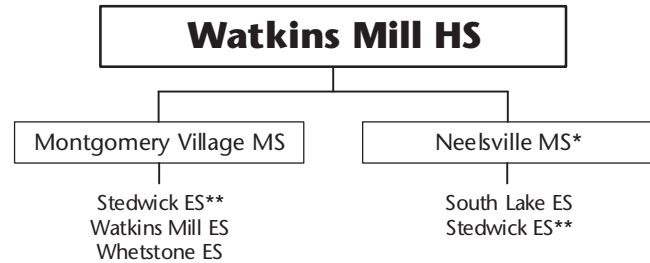 Watkins Mill HS
Montgomery Village MS
Neelsville MS*
Stedwick ES**
Watkins Mill ES
Whetstone ES
South Lake ES
Stedwick ES**